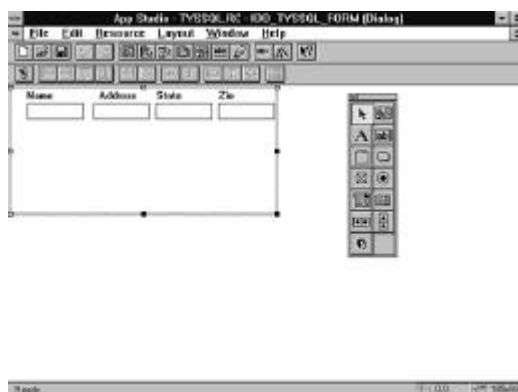 App Studio - TYSSQL.RC - IDD_TYSSQL_FORM (Dialog)
File Edit Resource Layout Window Help
Name Address State Zip
Ready